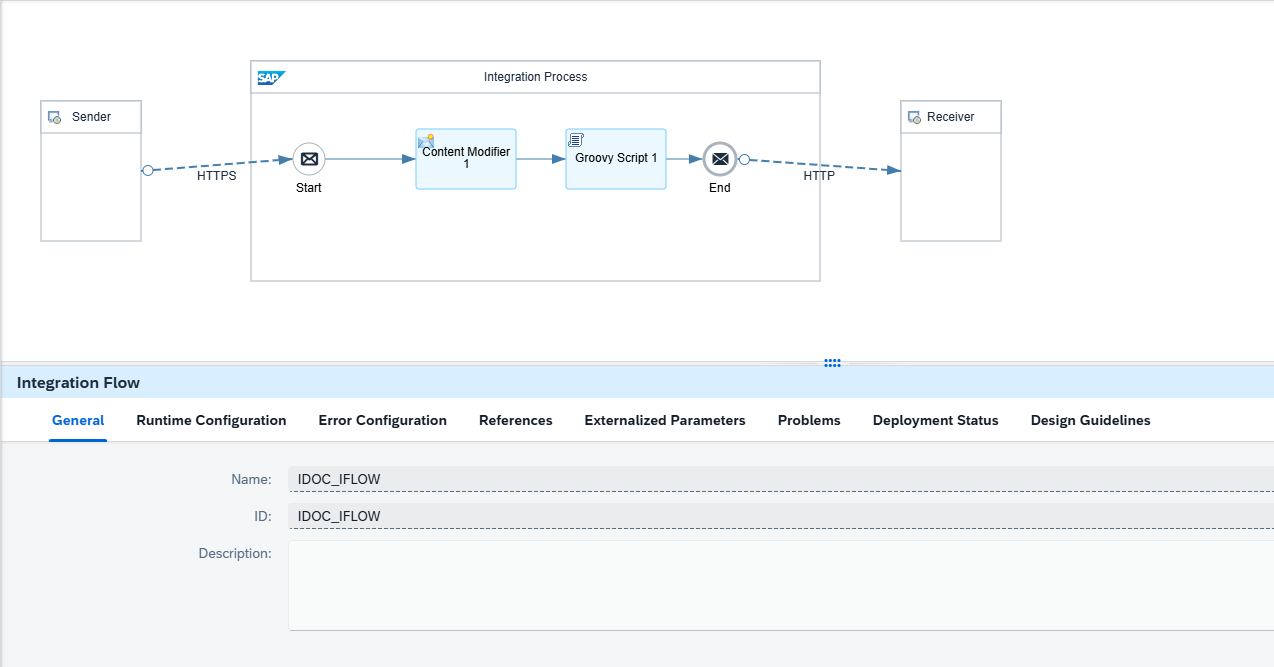 SAP
Integration Process
Sender
Receiver
Content Modifier
1
Groovy Script 1
HTTPS
HTTP
Start
End
Integration Flow
General Runtime Configuration Error Configuration References Externalized Parameters Problems Deployment Status Design Guidelines
Name: IDOC_IFLOW
ID: IDOC_IFLOW
Description: